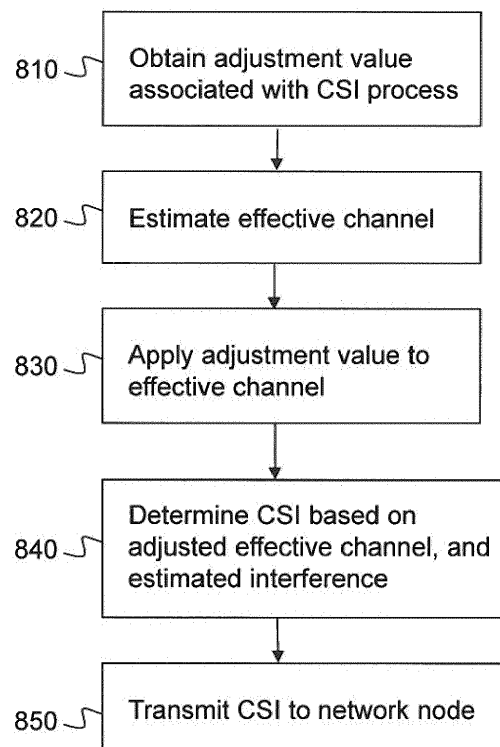 810
Obtain adjustment value
associated with CSI process
820
Estimate effective channel
830
Apply adjustment value to
effective channel
840
Determine CSI based on
adjusted effective channel, and
estimated interference
850
Transmit CSI to network node